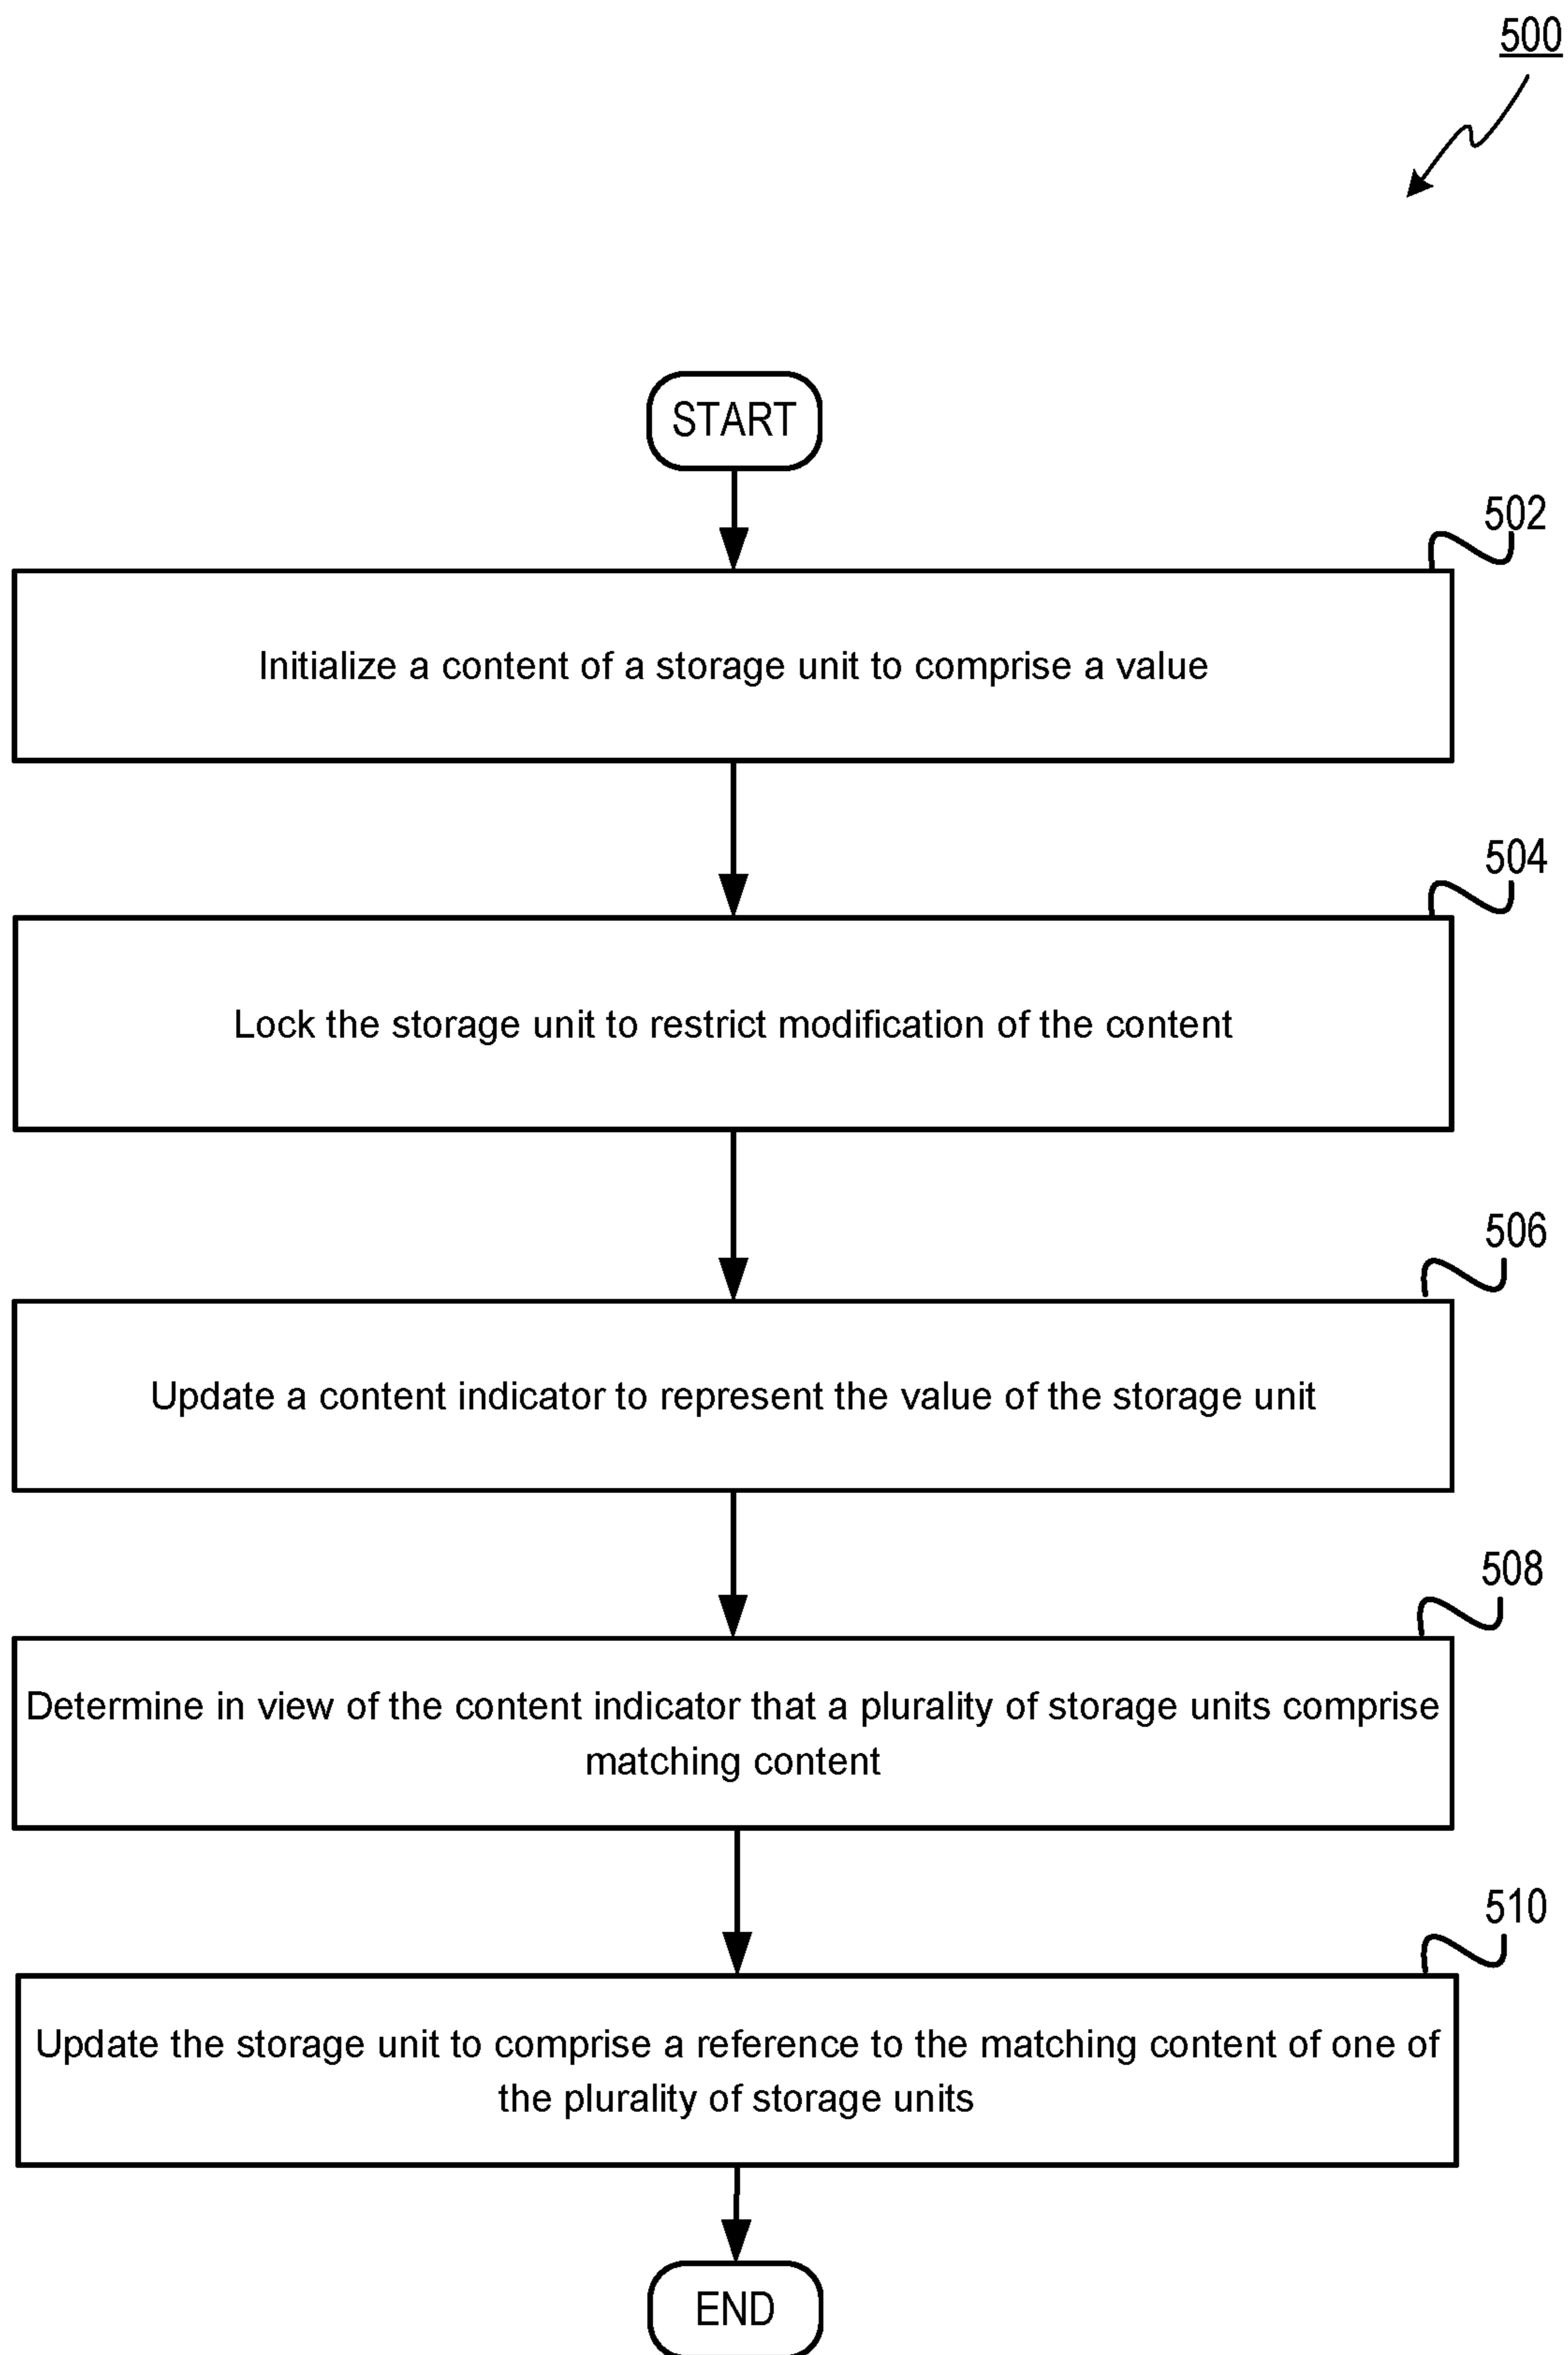 500
START
502
Initialize a content of a storage unit to comprise a value
504
Lock the storage unit to restrict modification of the content
506
Update a content indicator to represent the value of the storage unit
508
Determine in view of the content indicator that a plurality of storage units comprise
matching content
510
Update the storage unit to comprise a reference to the matching content of one of
the plurality of storage units
END